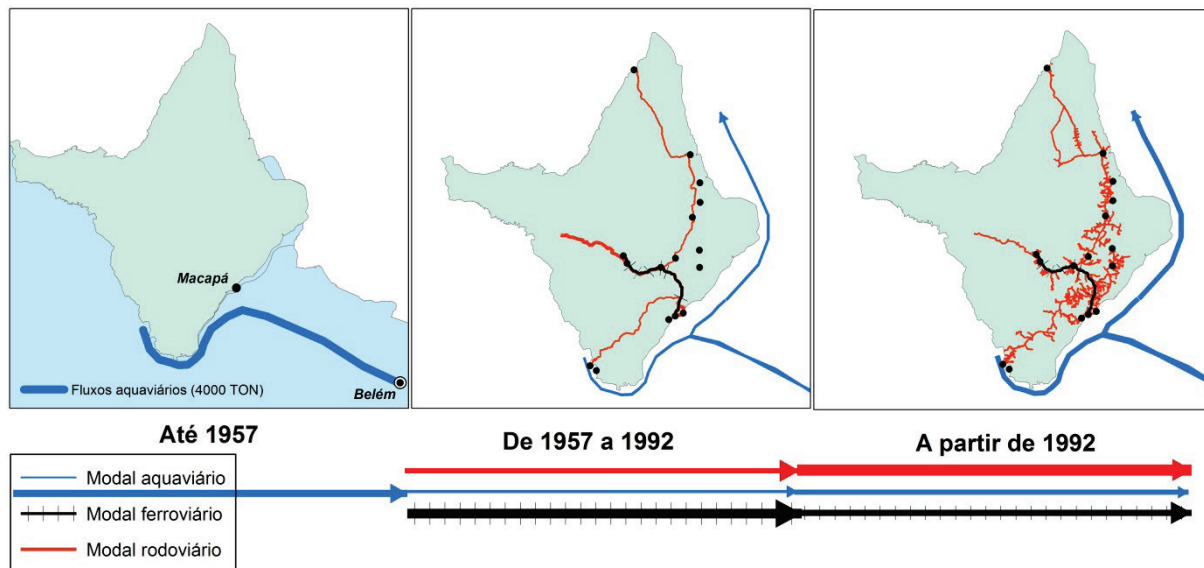 Macapá
Fluxos aquaviários (4000 TON)
Belém
Até 1957
De 1957 a 1992
A partir de 1992
Modal aquaviário
Modal ferroviário
Modal rodoviário